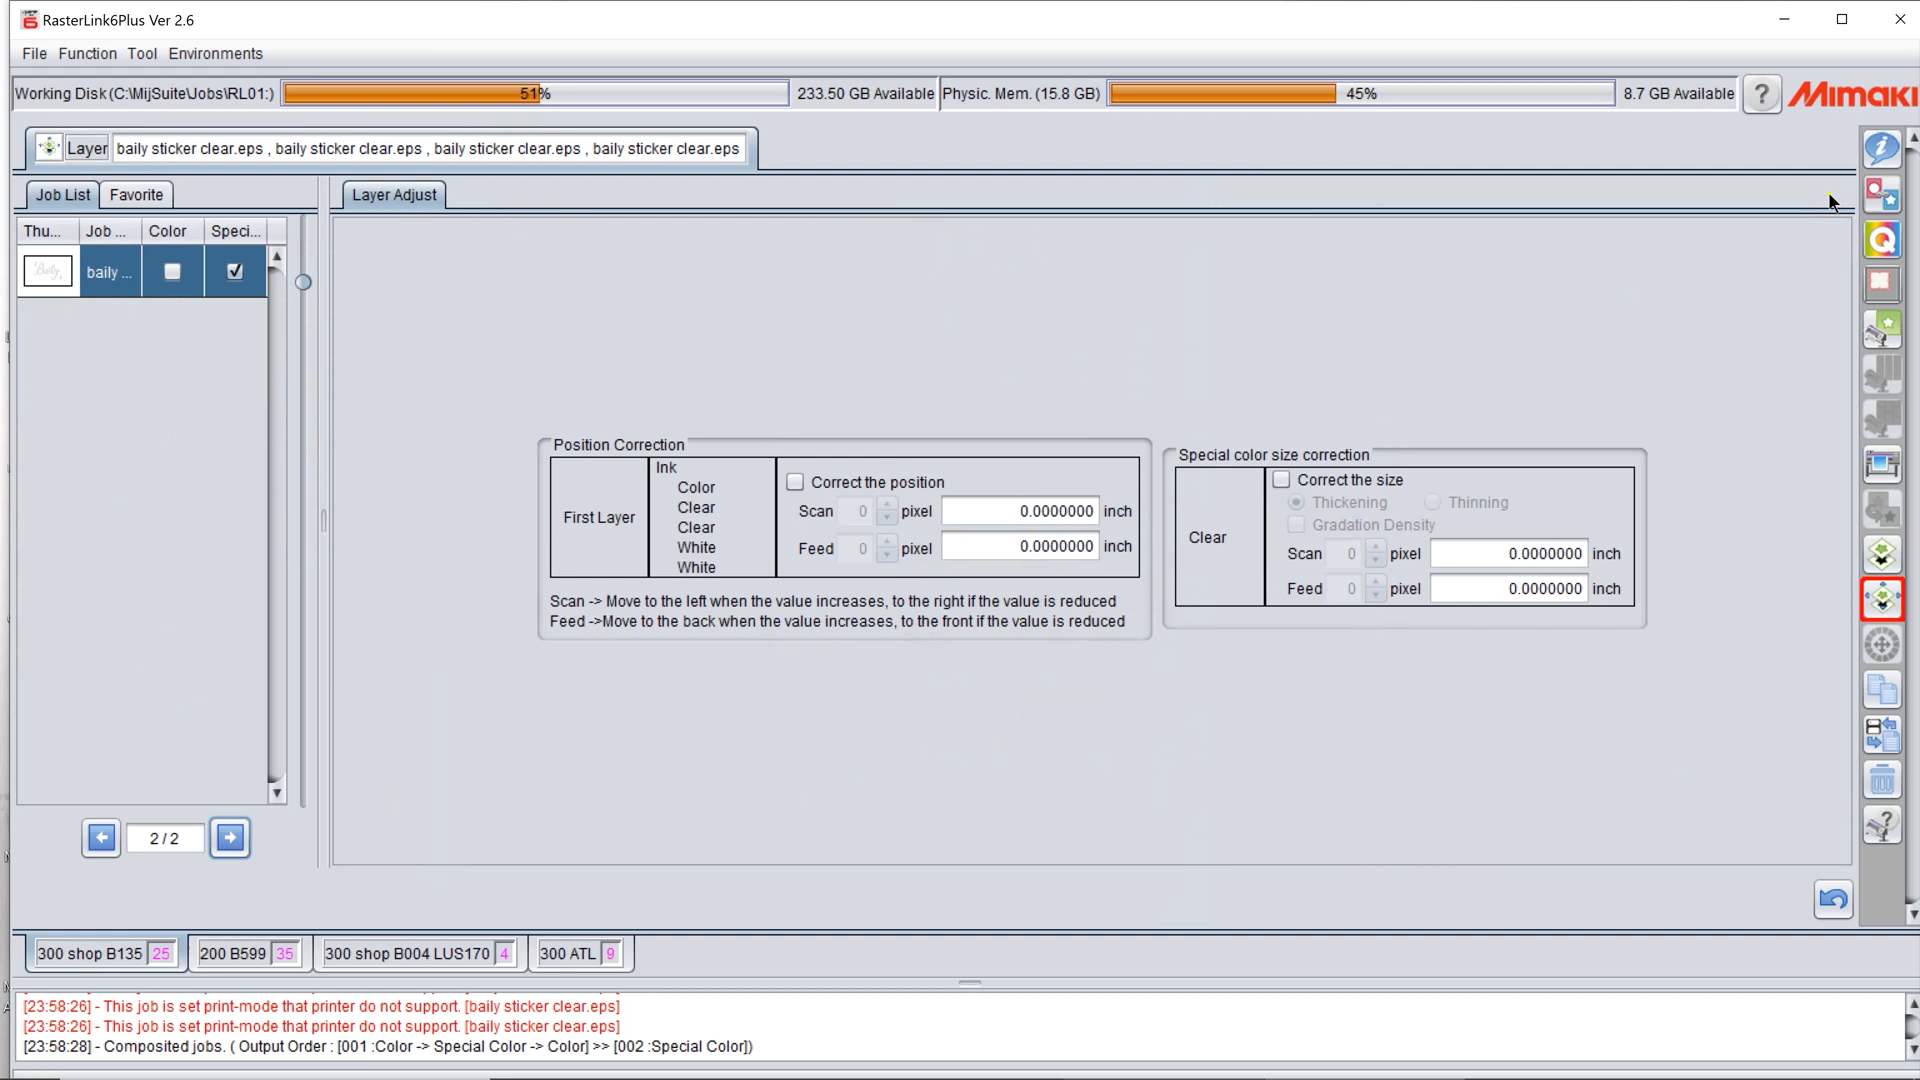 RasterLink6Plus Ver 2.6
File Function Tool Environments
Working Disk(C:\MijSuite\Jobs\RL01:) 51% 233.50 GB Available Physic. Mem. (15.8 GB) 45% 8.7 GB Available ? Mimaki
Layer baily sticker clear.eps , baily sticker clear.eps , baily sticker clear.eps , baily sticker clear.eps
Job List Favorite Layer Adjust
Thu... Job ... Color Speci...
Baily baily ...
Position Correction
Ink
Color
Clear
Clear
White
White
First Layer
Correct the position
Scan 0 pixel 0.0000000 inch
Feed 0 pixel 0.0000000 inch
Scan -> Move to the left when the value increases, to the right if the value is reduced
Feed ->Move to the back when the value increases, to the front if the value is reduced
Special color size correction
Correct the size
Thickening Thinning
Gradation Density
Clear
Scan 0 pixel 0.0000000 inch
Feed 0 pixel 0.0000000 inch
2 / 2
300 shop B135 25 200 B599 35 300 shop B004 LUS170 4 300 ATL 9
[23:58:26] - This job is set print-mode that printer do not support. [baily sticker clear.eps]
[23:58:26] - This job is set print-mode that printer do not support. [baily sticker clear.eps]
[23:58:28] - Composited jobs. ( Output Order : [001 :Color -> Special Color -> Color] >> [002 :Special Color])